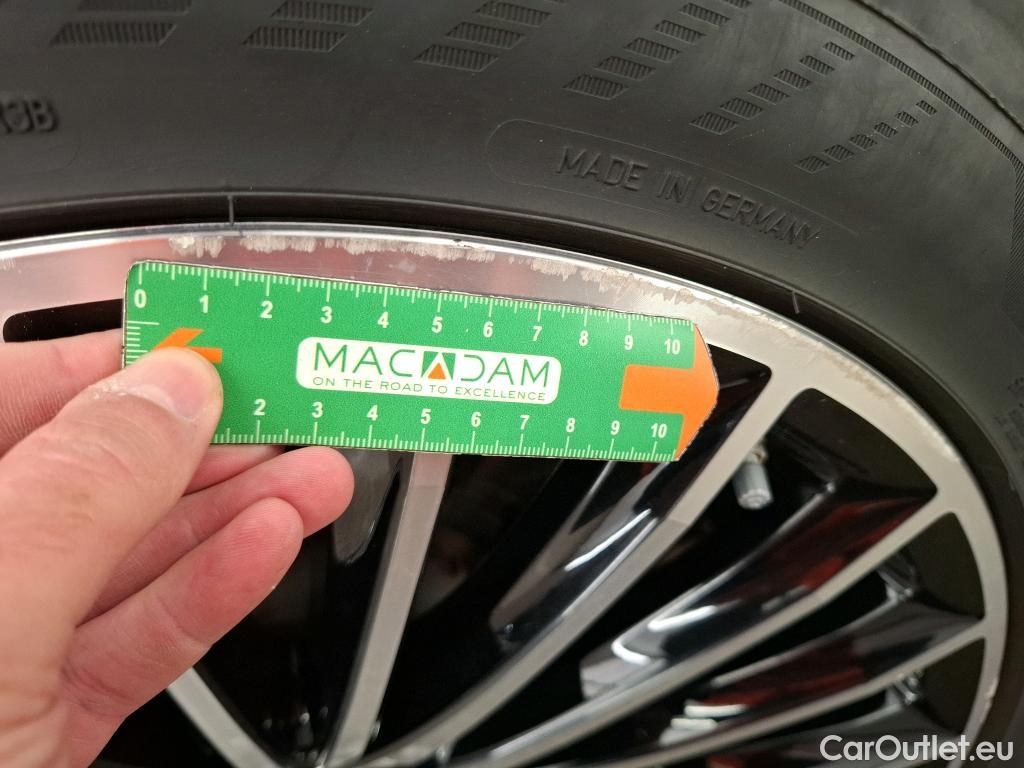 MADE IN GERMANY
0 1 2 3 4 5 6 7 8 9 10
MACADAM
ON THE ROAD TO EXCELLENCE
2 3 4 5 6 7 8 9 10
CarOutlet.eu